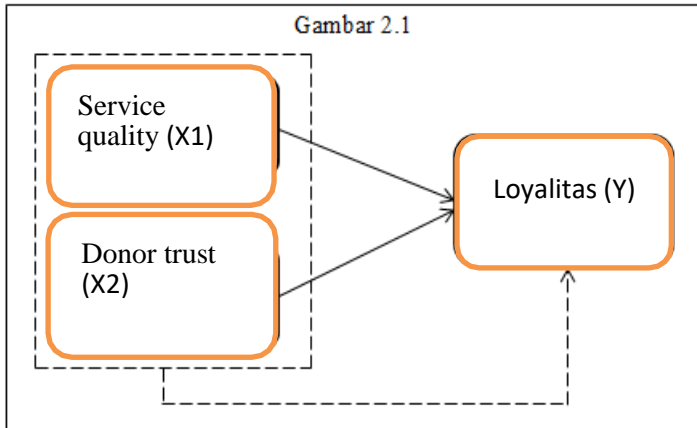 Gambar 2.1
Service
quality (X1)
Donor trust
(X2)
Loyalitas (Y)